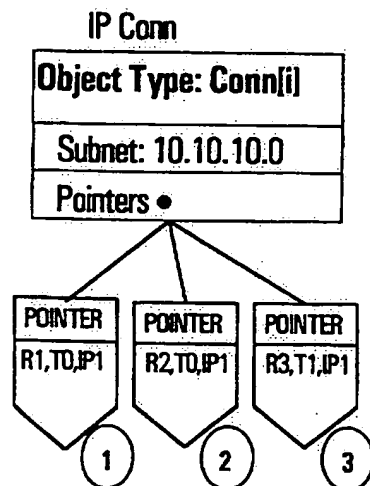 IP Conn
Object Type: Conn[i]
Subnet: 10.10.10.0
Pointers
POINTER POINTER POINTER
R1,T0,IP1 R2,T0,IP1 R3,T1,IP1
1 2 3